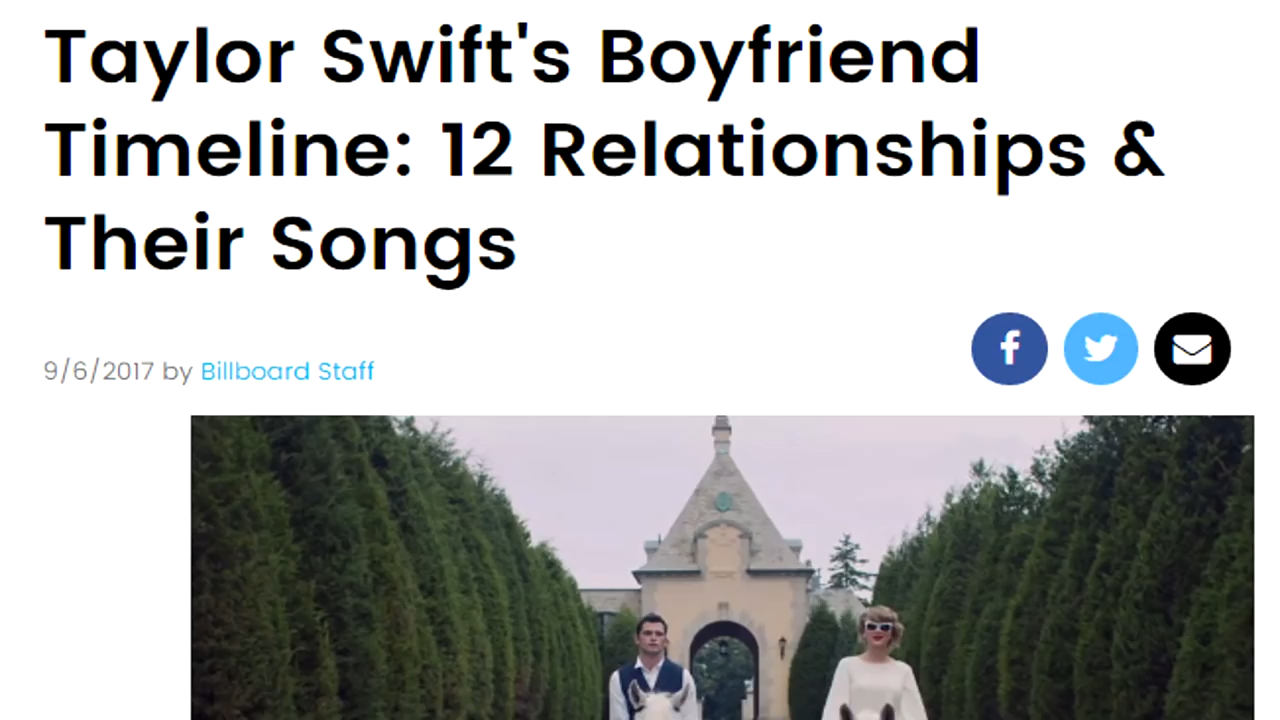 Taylor Swift's Boyfriend
Timeline: 12 Relationships &
Their Songs
9/6/2017 by Billboard Staff